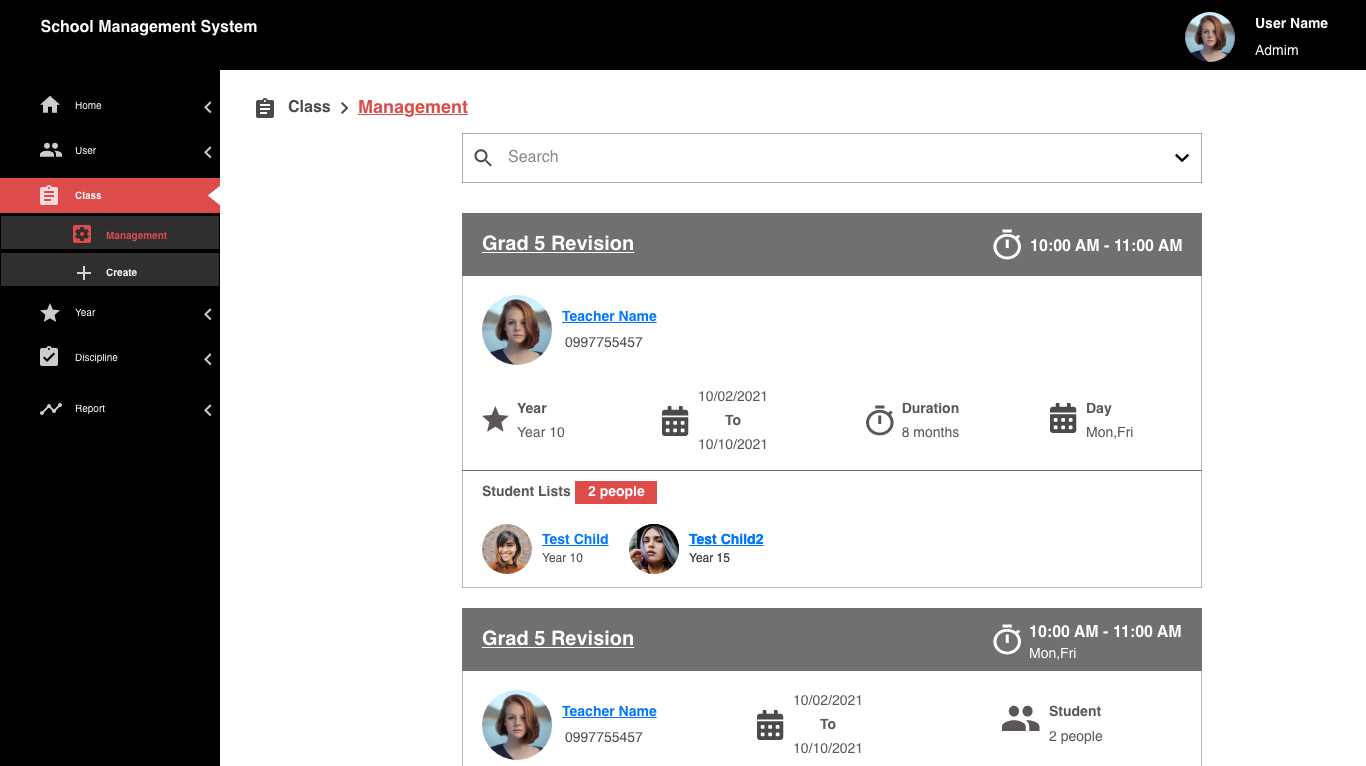 School Management System
User Name
Admim
Home
User
Class
Management
Create
Year
Discipline
Report
Class
Management
Search
Grad 5 Revision
10:00 AM - 11:00 AM
Teacher Name
0997755457
Year
Year 10
10/02/2021
To
10/10/2021
Duration
8 months
Day
Mon,Fri
Student Lists
2 people
Test Child
Year 10
Test Child2
Year 15
Grad 5 Revision
10:00 AM - 11:00 AM
Mon,Fri
Teacher Name
0997755457
10/02/2021
To
10/10/2021
Student
2 people